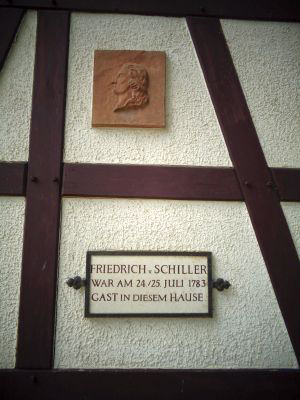 FRIEDRICH v. SCHILLER
WAR AM 24./25. JULI 1783
GAST IN DIESEM HAUSE.